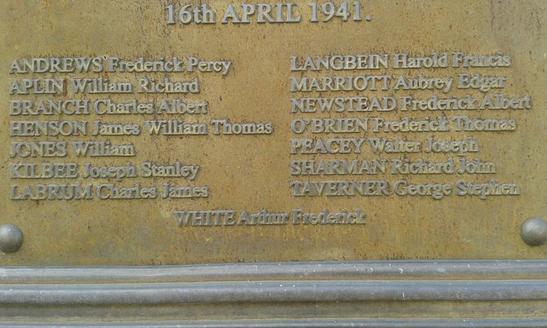 16th APRIL 1941.
ANDREWS Frederick Percy
APLIN William Richard
BRANCH Charles Albert
HENSON James William Thomas
JONES William
KILBEE Joseph Stanley
LABRUM Charles James
LANGBEIN Harold Francis
MARRIOTT Aubrey Edgar
NEWSTEAD Frederick Albert
O'BRIEN Frederick Thomas
PEACEY Walter Joseph
SHARMAN Richard John
TAVERNER George Stephen
WHITE Arthur Frederick